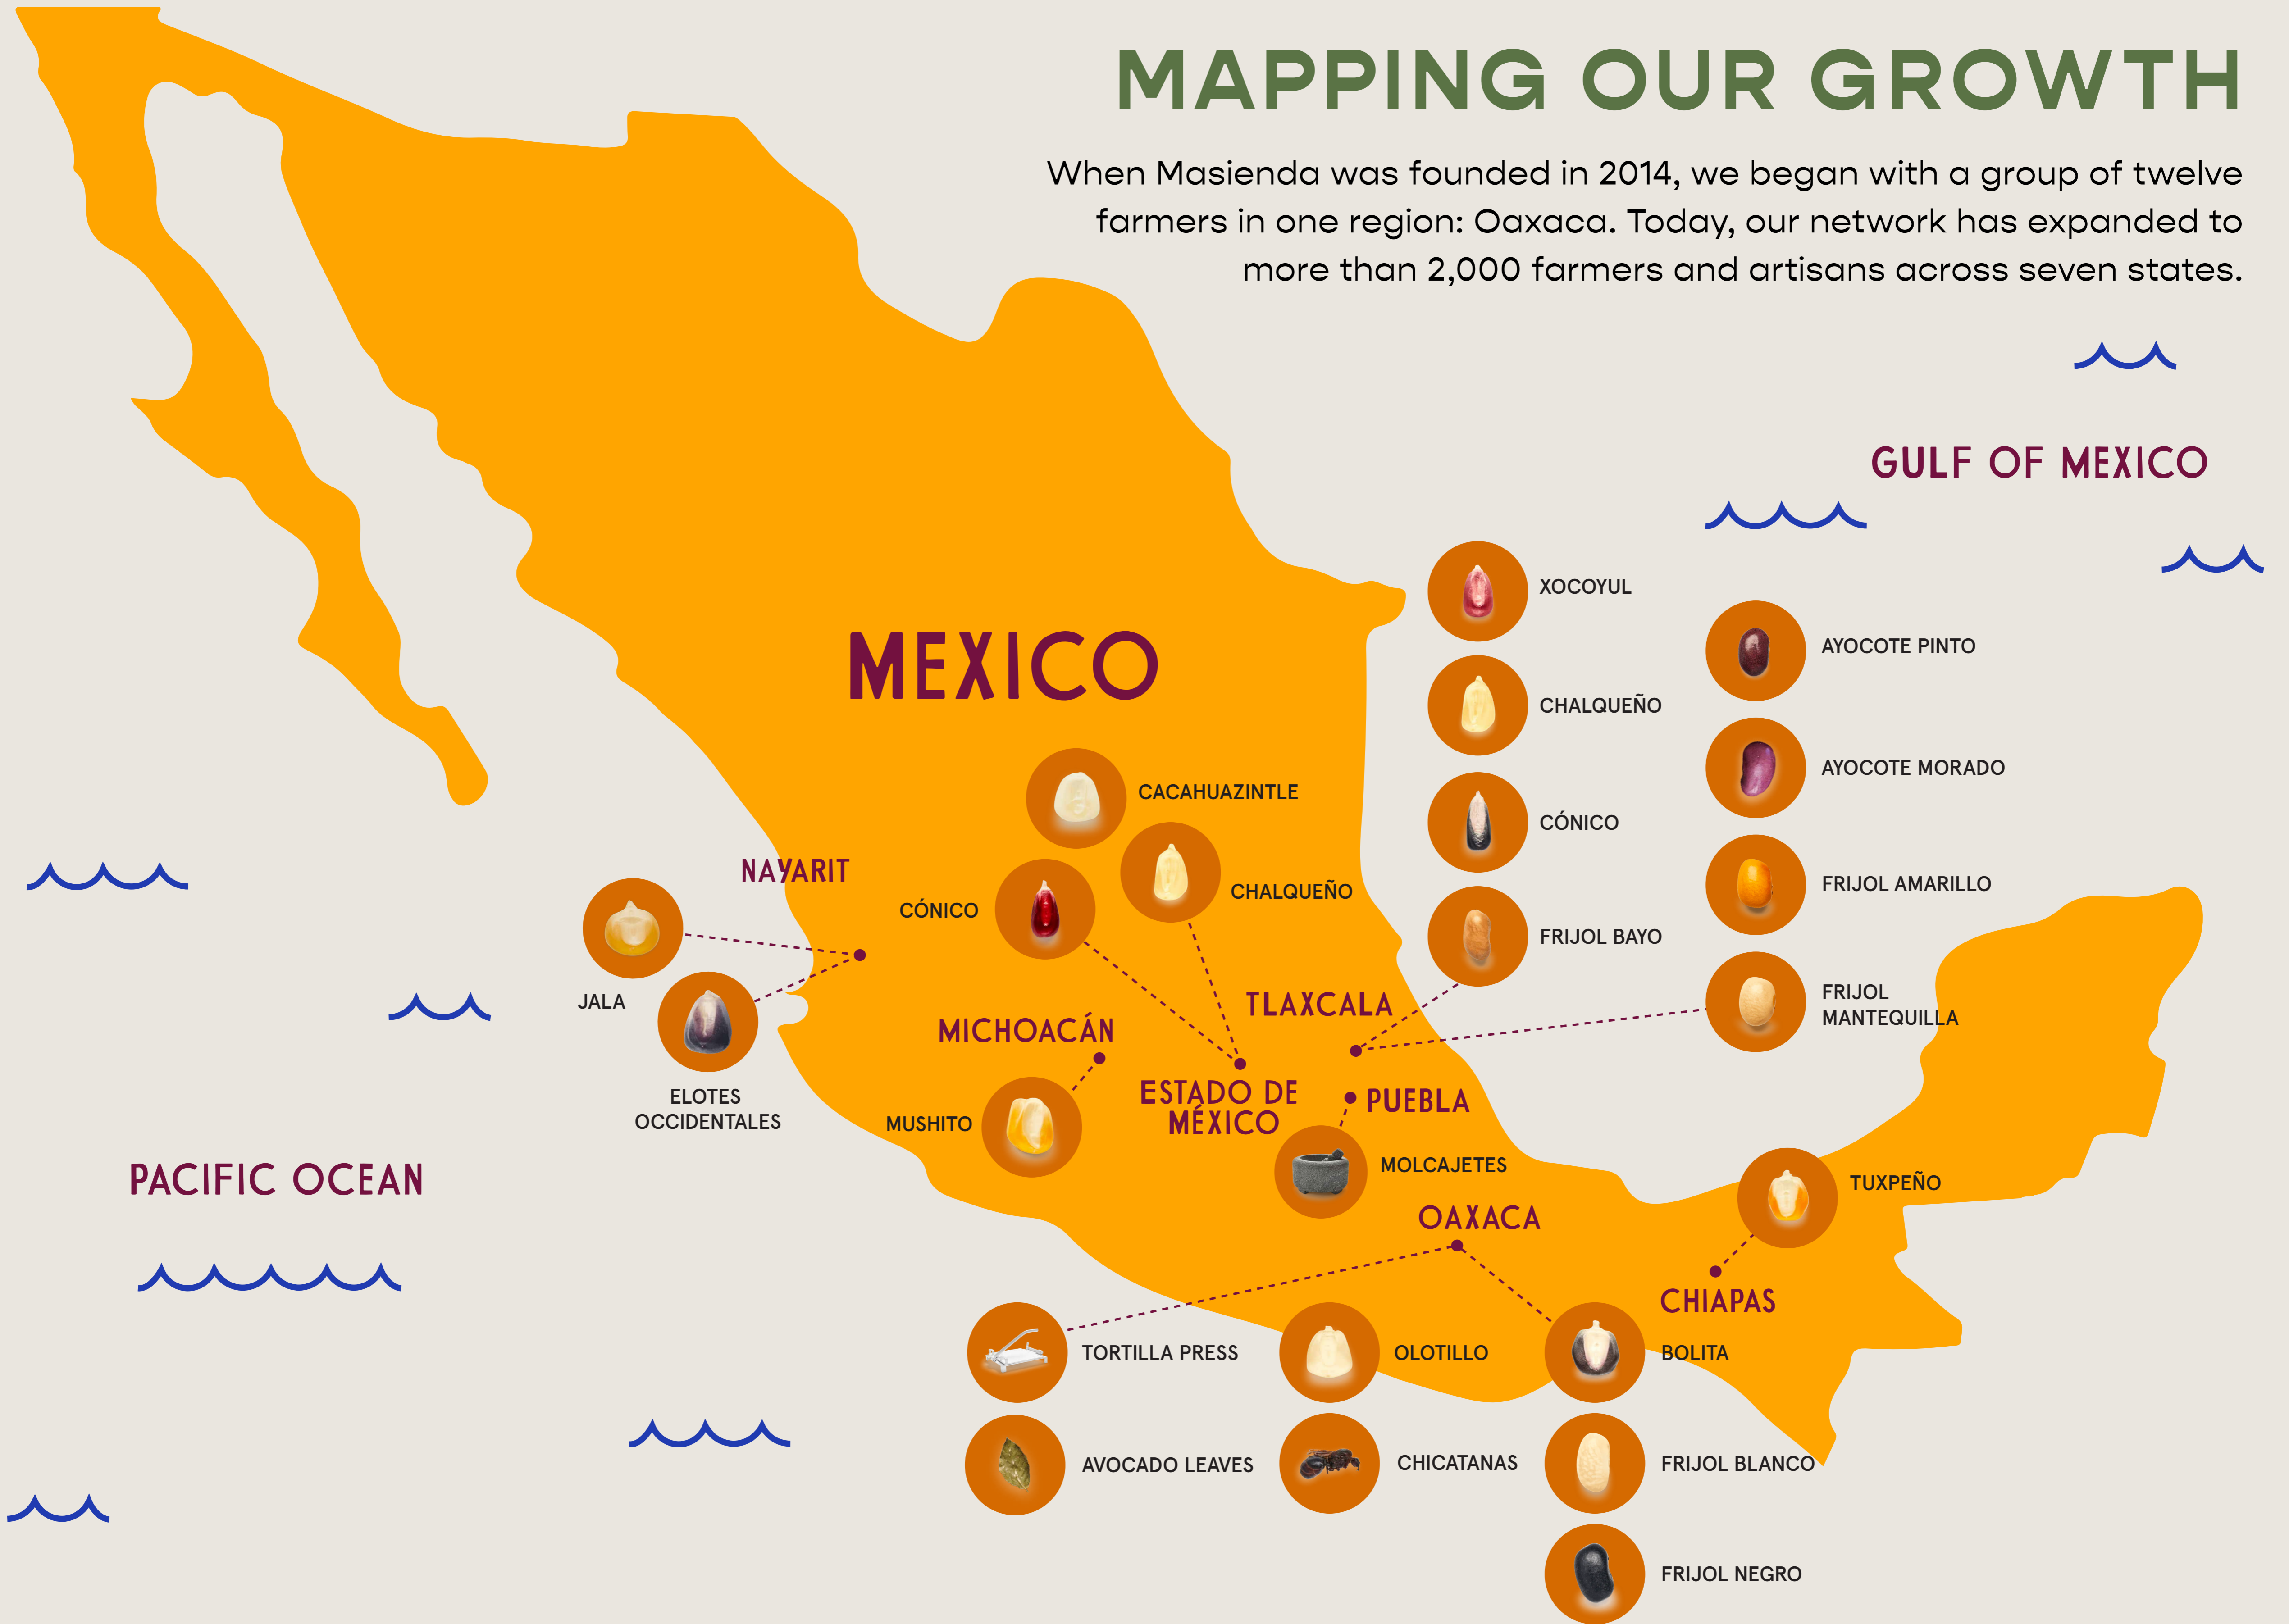 MAPPING OUR GROWTH
When Masienda was founded in 2014, we began with a group of twelve
farmers in one region: Oaxaca. Today, our network has expanded to
more than 2,000 farmers and artisans across seven states.
GULF OF MEXICO
MEXICO
XOCOYUL
AYOCOTE PINTO
CHALQUEÑO
AYOCOTE MORADO
CÓNICO
FRIJOL AMARILLO
FRIJOL BAYO
FRIJOL
MANTEQUILLA
TLAXCALA
CACAHUAZINTLE
CHALQUEÑO
CÓNICO
NAYARIT
JALA
ELOTES
OCCIDENTALES
MICHOACÁN
MUSHITO
ESTADO DE
MÉXICO
PUEBLA
MOLCAJETES
PACIFIC OCEAN
OAXACA
TUXPEÑO
CHIAPAS
TORTILLA PRESS
OLOTILLO
BOLITA
AVOCADO LEAVES
CHICATANAS
FRIJOL BLANCO
FRIJOL NEGRO